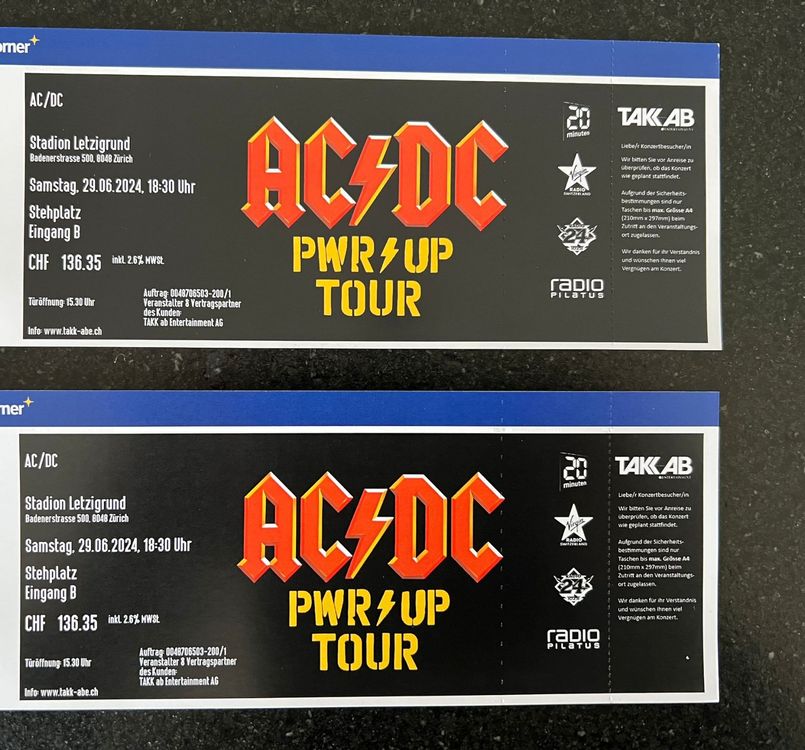 orner
AC/DC
Stadion Letzigrund
Badenerstrasse 500, 8048 Zürich
Samstag, 29.06.2024, 18:30 Uhr
Stehplatz
Eingang B
CHF 136.35 inkl. 2.6% MWSt.
Türöffnung: 15.30 Uhr
Info: www.takk-abe.ch
Auftrag: 0048706503-200/1
Veranstalter & Vertragspartner
des Kunden:
TAKK ab Entertainment AG
AC/DC
PWR UP
TOUR
20
minuten
Virgin
RADIO
SWITZERLAND
24
RADIO
PILATUS
TAKK AB
ENTERTAINMENT
Liebe/r Konzertbesucher/in
Wir bitten Sie vor Anreise zu
überprüfen, ob das Konzert
wie geplant stattfindet.
Aufgrund der Sicherheits-
bestimmungen sind nur
Taschen bis max. Grösse A4
(210mm x 297mm) beim
Zutritt an den Veranstaltungs-
ort zugelassen.
Wir danken für ihr Verständnis
und wünschen Ihnen viel
Vergnügen am Konzert.
rner
AC/DC
Stadion Letzigrund
Badenerstrasse 500, 8048 Zürich
Samstag, 29.06.2024, 18:30 Uhr
Stehplatz
Eingang B
CHF 136.35 inkl. 2.6% MWSt.
Türöffnung: 15.30 Uhr
Info: www.takk-abe.ch
Auftrag: 0048706503-200/1
Veranstalter & Vertragspartner
des Kunden:
TAKK ab Entertainment AG
AC/DC
PWR UP
TOUR
20
minuten
Virgin
RADIO
SWITZERLAND
24
RADIO
PILATUS
TAKK AB
ENTERTAINMENT
Liebe/r Konzertbesucher/in
Wir bitten Sie vor Anreise zu
überprüfen, ob das Konzert
wie geplant stattfindet.
Aufgrund der Sicherheits-
bestimmungen sind nur
Taschen bis max. Grösse A4
(210mm x 297mm) beim
Zutritt an den Veranstaltungs-
ort zugelassen.
Wir danken für ihr Verständnis
und wünschen Ihnen viel
Vergnügen am Konzert.